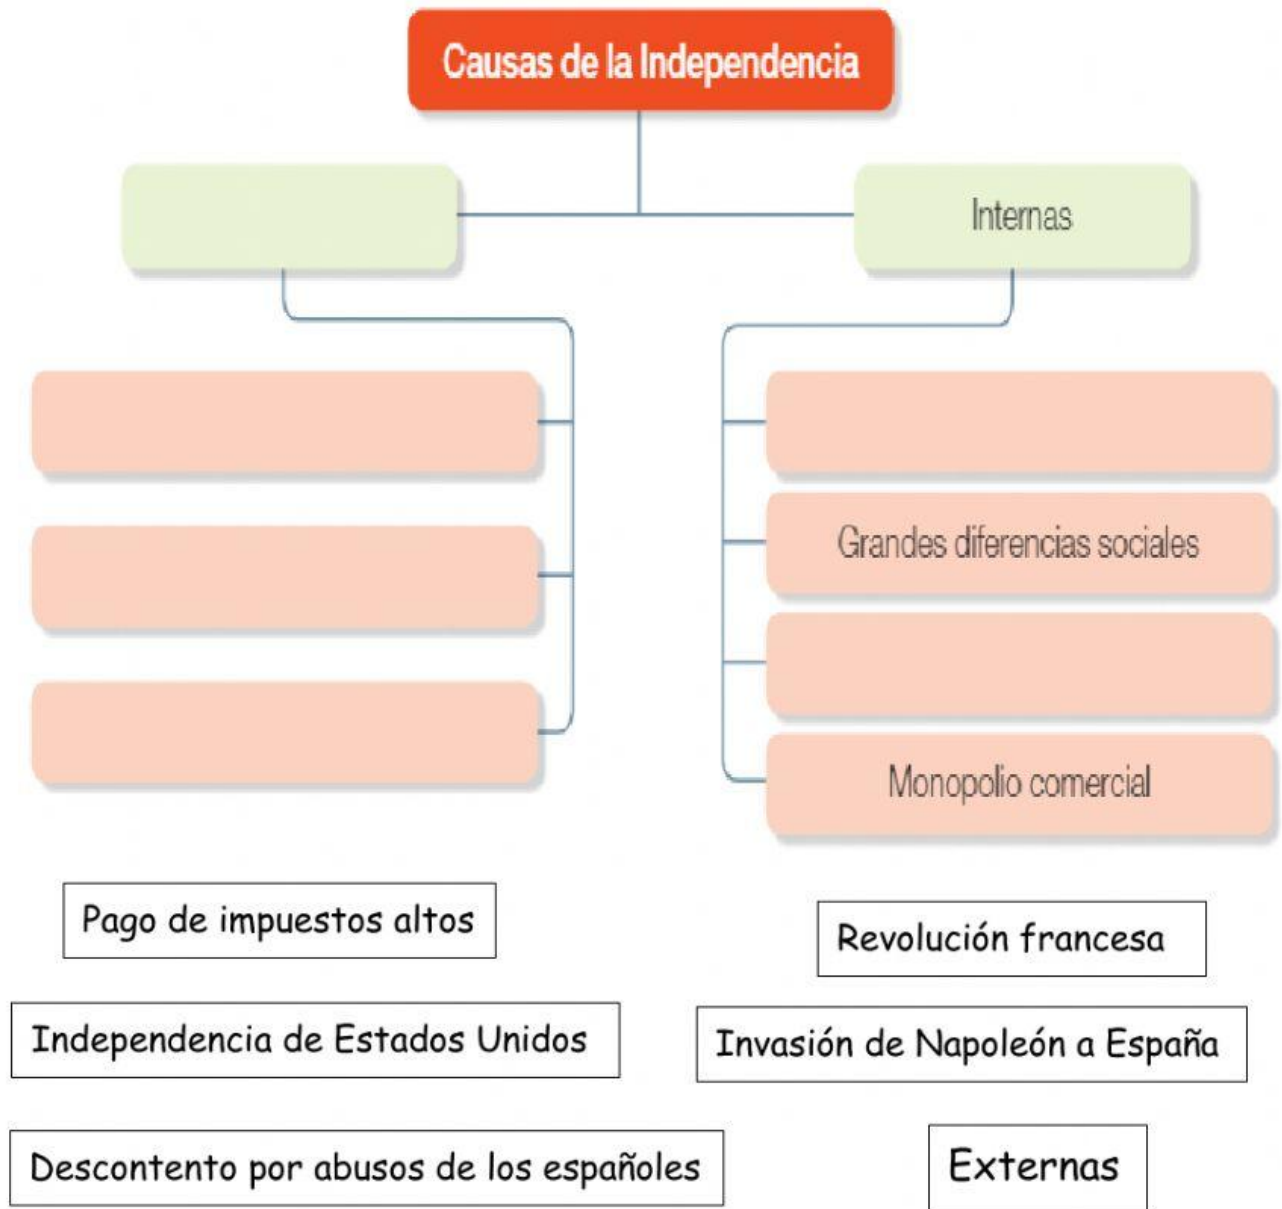 Causas de la Independencia
Internas
Grandes diferencias sociales
Monopolio comercial
Pago de impuestos altos
Revolución francesa
Independencia de Estados Unidos
Invasión de Napoleón a España
Descontento por abusos de los españoles
Externas